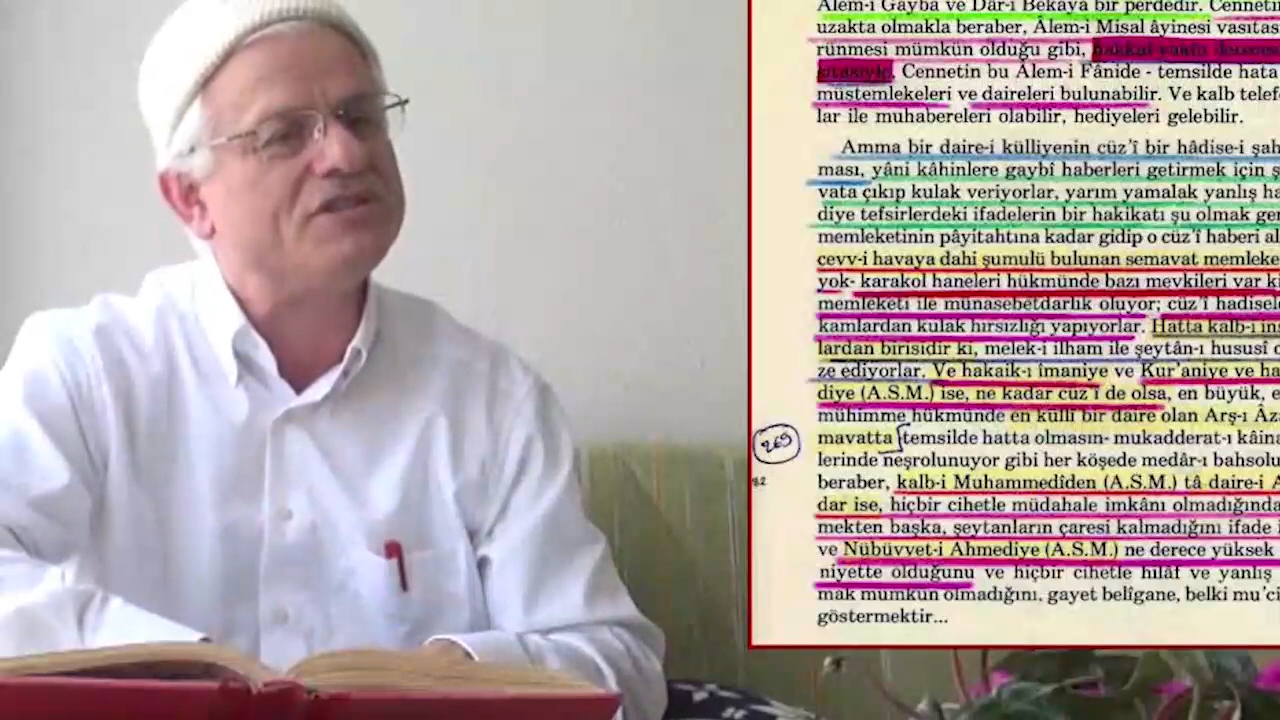 Âlem-i Gayba ve Dâr-ı Bekaya bir perdedir. Cennetin
uzakta olmakla beraber, Âlem-i Misal âyinesi vasıtas
rünmesi mümkün olduğu gibi,
Cennetin bu Âlem-i Fânide - temsilde hata
müstemlekeleri ve daireleri bulunabilir. Ve kalb telef
lar ile muhabereleri olabilir, hediyeleri gelebilir.
Amma bir daire-i külliyenin cüz'î bir hâdise-i şah
ması, yâni kâhinlere gaybî haberleri getirmek için ş
vata çıkıp kulak veriyorlar, yarım yamalak yanlış ha
diye tefsirlerdeki ifadelerin bir hakikatı şu olmak ger
memleketinin pâyitahtına kadar gidip o cüz'î haberi al
cevv-i havaya dahi şumulü bulunan semavat memleke
yok- karakol haneleri hükmünde bazı mevkileri var ki
memleketi ile münasebetdarlık oluyor; cüz'î hadisele
kamlardan kulak hırsızlığı yapıyorlar. Hatta kalb-i ins
lardan birisidir ki, melek-i ilham ile şeytân-ı hususî o
ze ediyorlar. Ve hakaik-ı imaniye ve Kur'aniye ve ha
diye (A.S.M.) ise, ne kadar cüz'î de olsa, en büyük, e
mühimme hükmünde en küllî bir daire olan Arş-ı Âz
mavatta temsilde hatta olmasın- mukadderat-ı kâina
lerinde neşrolunuyor gibi her köşede medâr-ı bahsolu
beraber, kalb-i Muhammedîden (A.S.M.) tâ daire-i A
dar ise, hiçbir cihetle müdahale imkânı olmadığında
mekten başka, şeytanların çaresi kalmadığını ifade i
ve Nübüvvet-i Ahmediye (A.S.M.) ne derece yüksek
niyette olduğunu ve hiçbir cihetle hılâf ve yanlış
mak mümkün olmadığını, gayet belîgane, belki mu'ci
göstermektir...
269
82